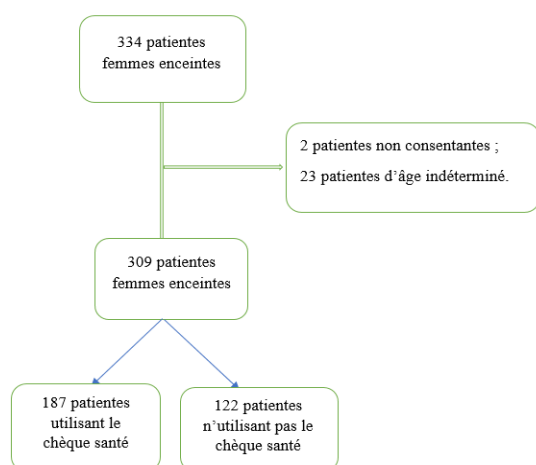 334 patientes
femmes enceintes
2 patientes non consentantes ;
23 patientes d’âge indéterminé.
309 patientes
femmes enceintes
187 patientes
utilisant le
chèque santé
122 patientes
n’utilisant pas le
chèque santé